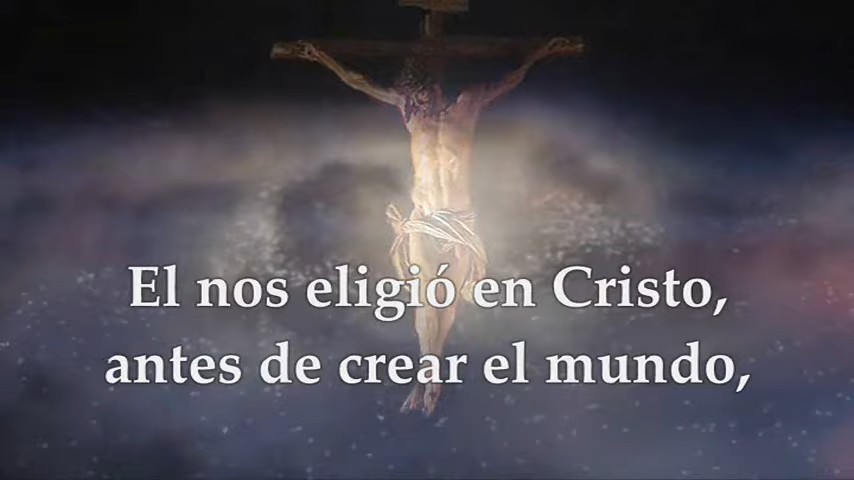 El nos eligió en Cristo,
antes de crear el mundo,